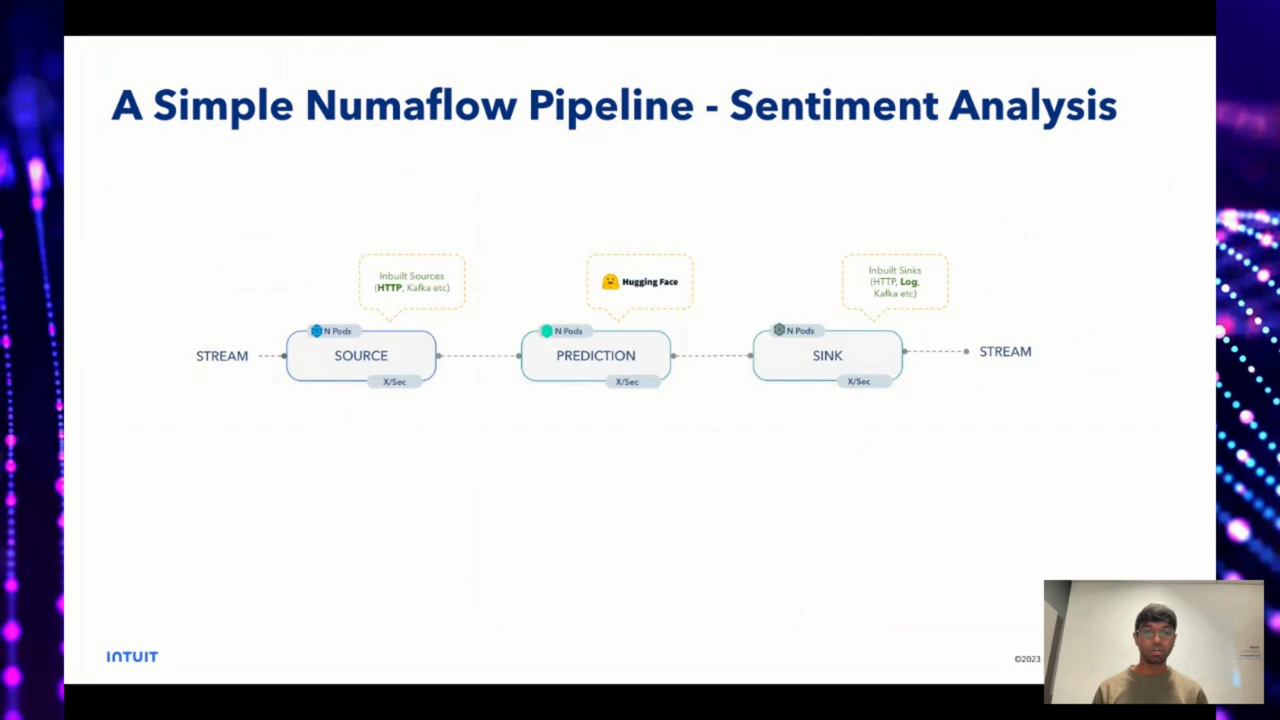 A Simple Numaflow Pipeline - Sentiment Analysis
Inbuilt Sources
(HTTP, Kafka etc)
Hugging Face
Inbuilt Sinks
(HTTP, Log,
Kafka etc)
N Pods
N Pods
N Pods
STREAM
SOURCE
PREDICTION
SINK
STREAM
X/Sec
X/Sec
X/Sec
INTUIT
©2023